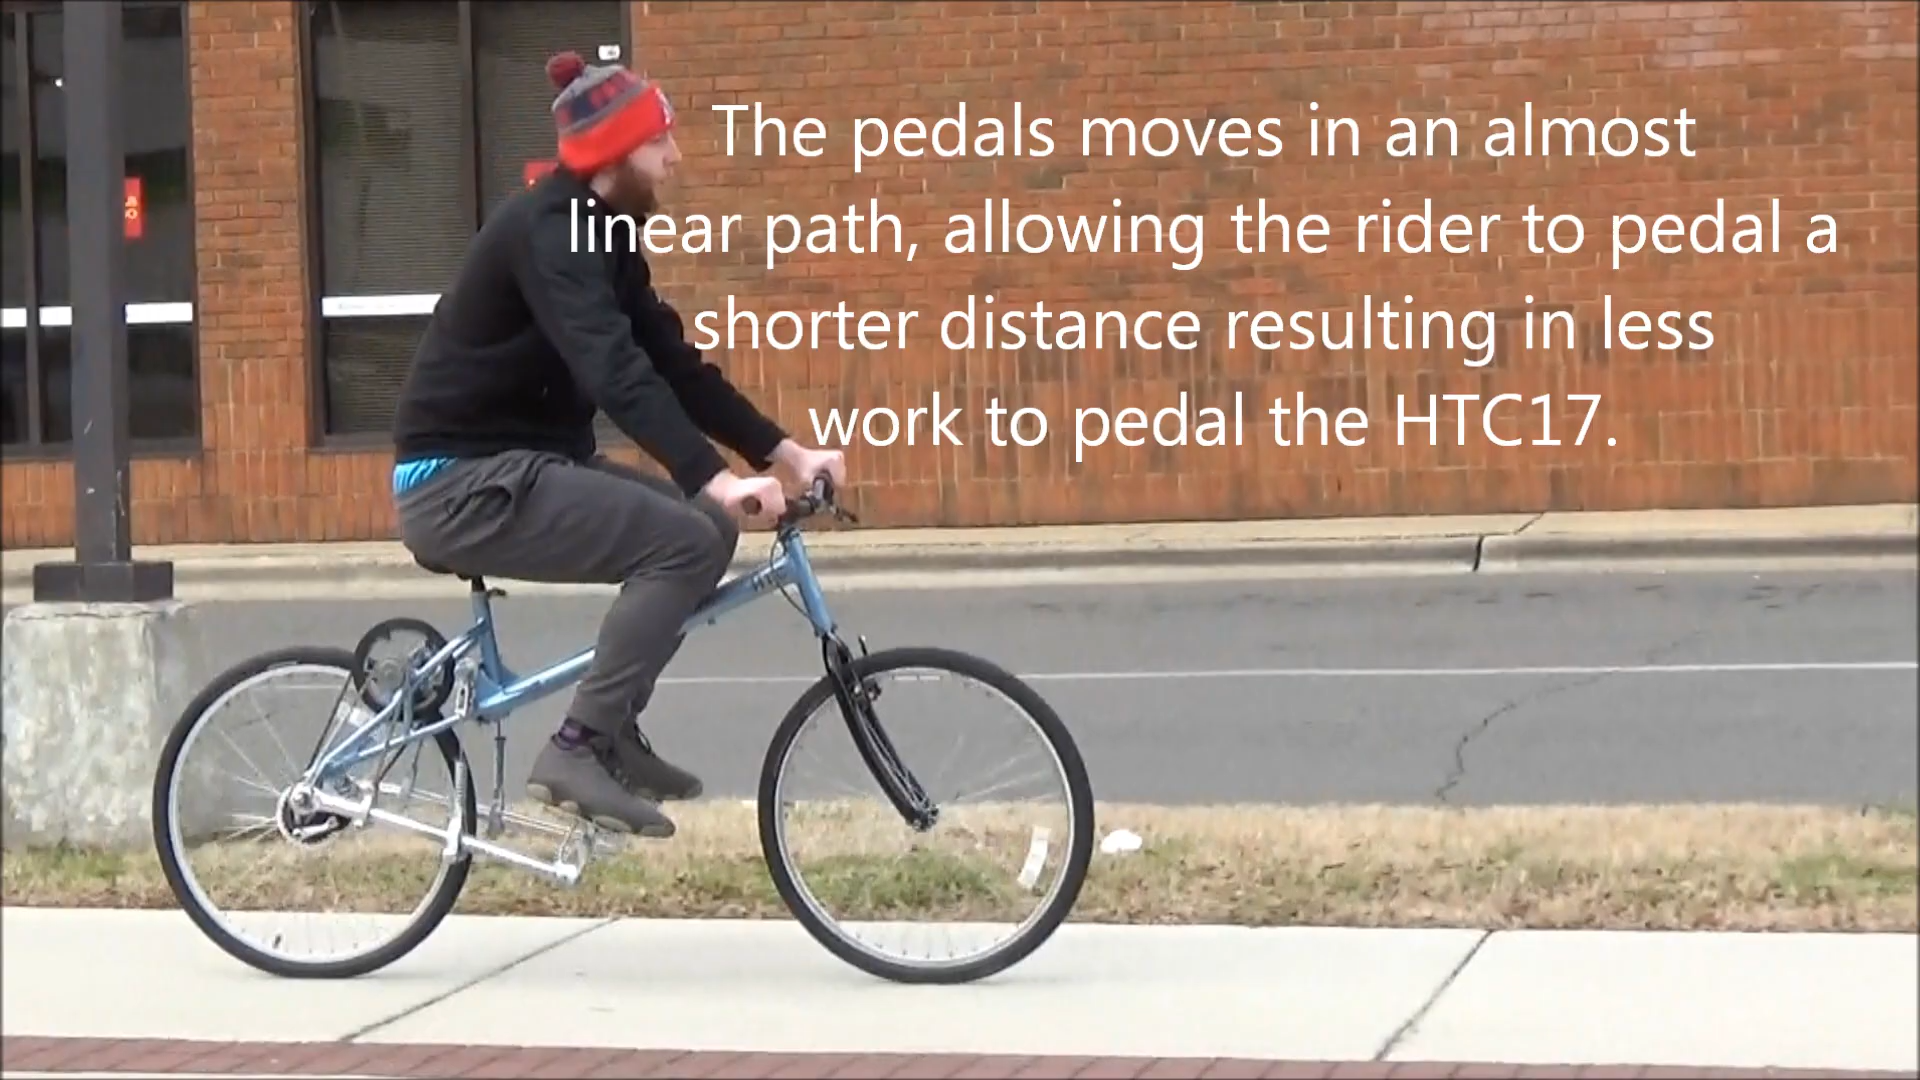 The pedals moves in an almost
linear path, allowing the rider to pedal a
shorter distance resulting in less
work to pedal the HTC17.